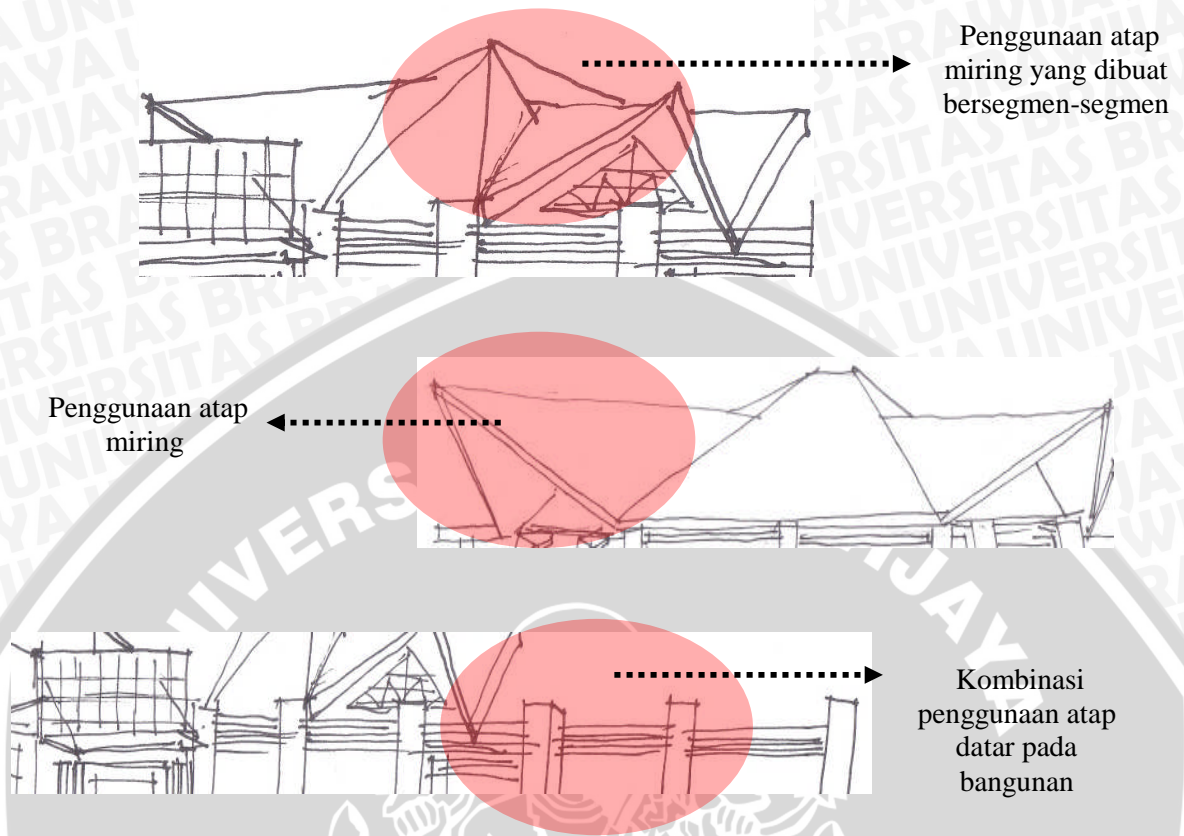 Penggunaan atap
miring yang dibuat
bersegmen-segmen
Penggunaan atap
miring
Kombinasi
penggunaan atap
datar pada
bangunan